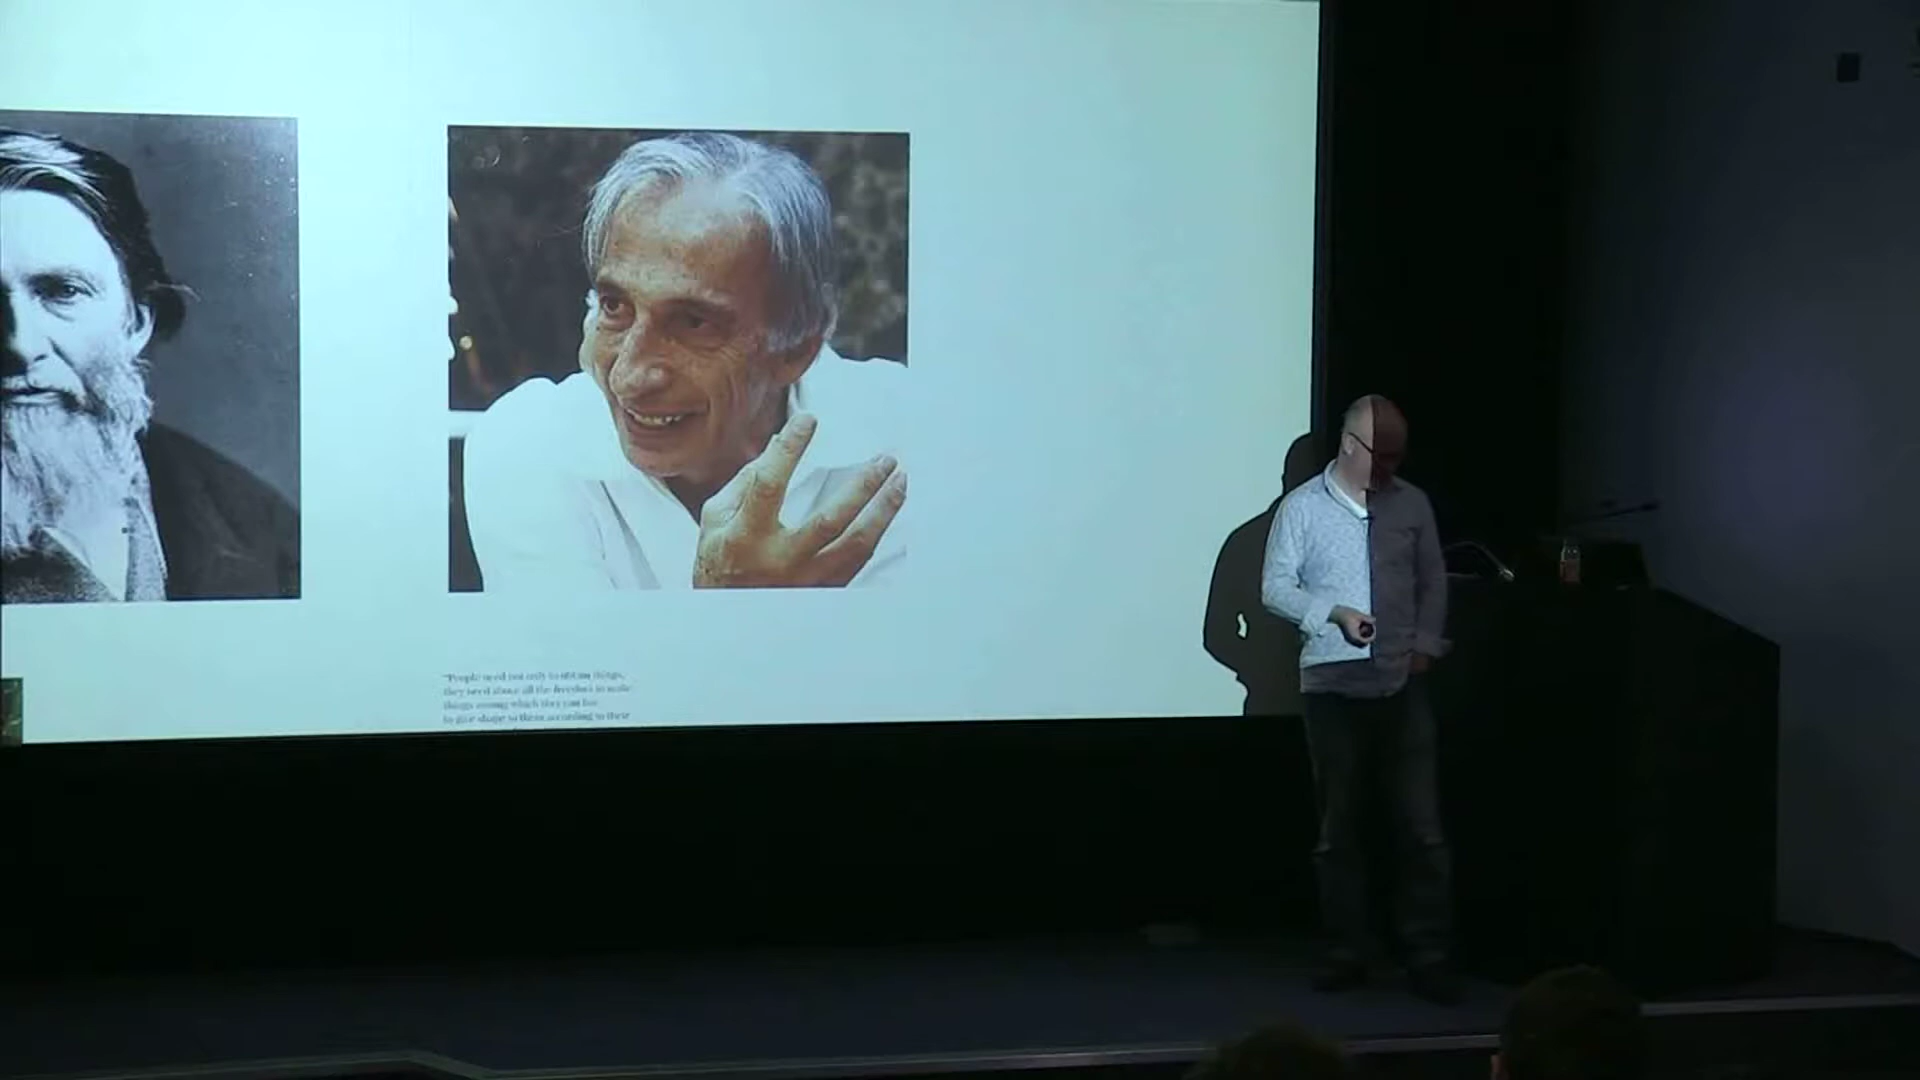 "People need not only to obtain things,
they need above all the freedom to make
things among which they can live
to give shape to them according to their